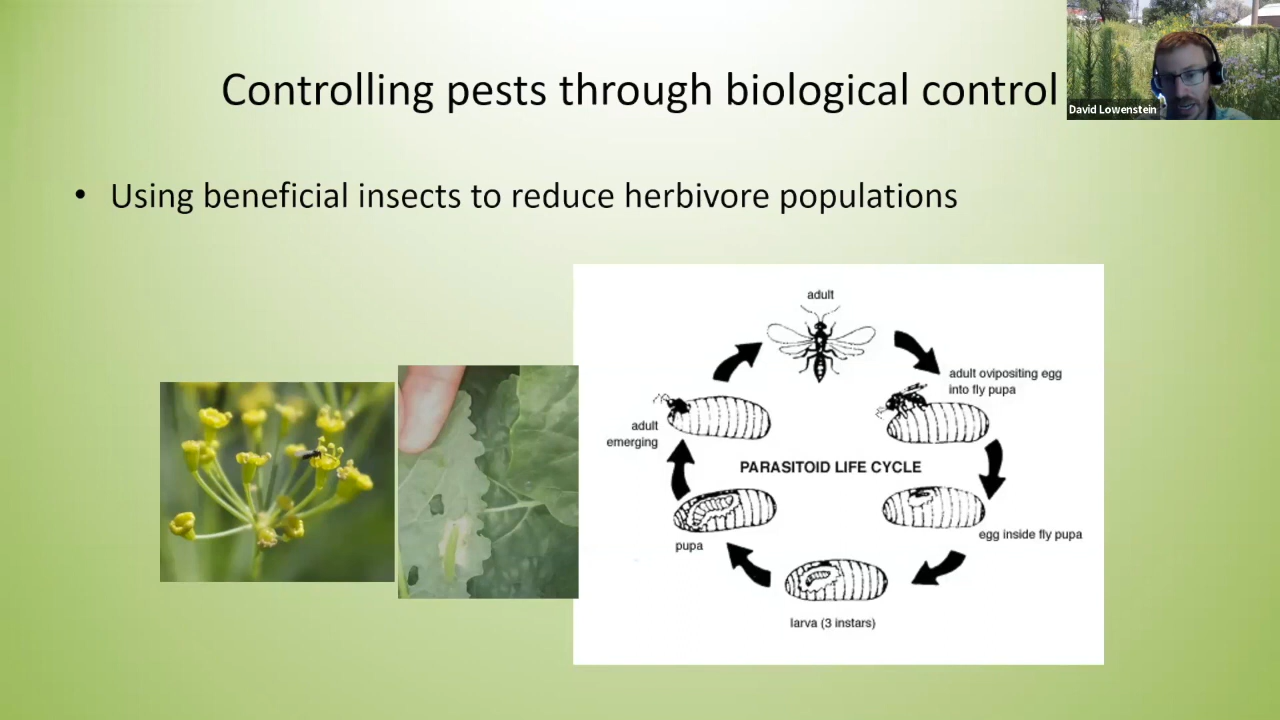 Controlling pests through biological control
David Lowenstein
• Using beneficial insects to reduce herbivore populations
adult
adult ovipositing egg
into fly pupa
adult
emerging
PARASITOID LIFE CYCLE
egg inside fly pupa
pupa
larva (3 instars)